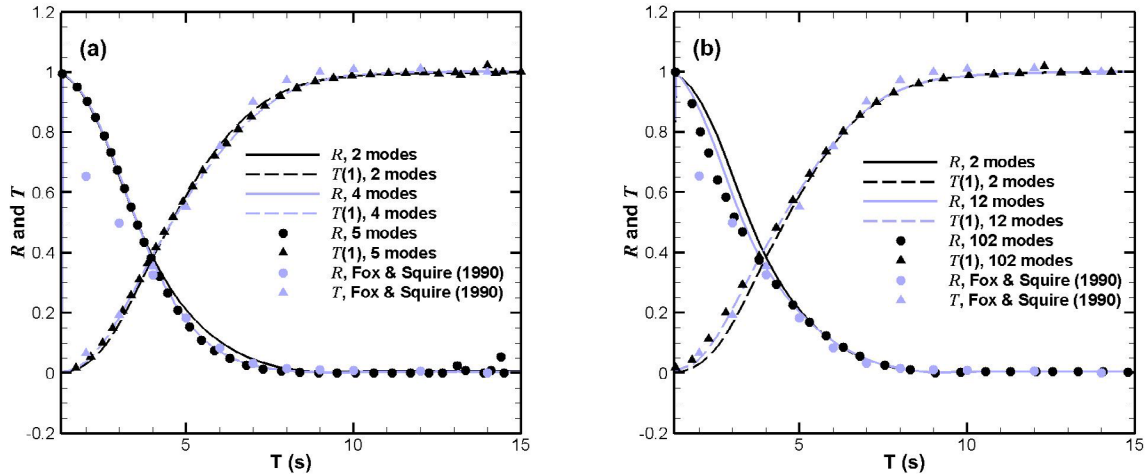 (a)
1.2
1
0.8
0.6
0.4
0.2
0
-0.2
R and T
5
10
15
T (s)
R, 2 modes
T(1), 2 modes
R, 4 modes
T(1), 4 modes
R, 5 modes
T(1), 5 modes
R, Fox & Squire (1990)
T, Fox & Squire (1990)
(b)
1.2
1
0.8
0.6
0.4
0.2
0
-0.2
R and T
5
10
15
T (s)
R, 2 modes
T(1), 2 modes
R, 12 modes
T(1), 12 modes
R, 102 modes
T(1), 102 modes
R, Fox & Squire (1990)
T, Fox & Squire (1990)